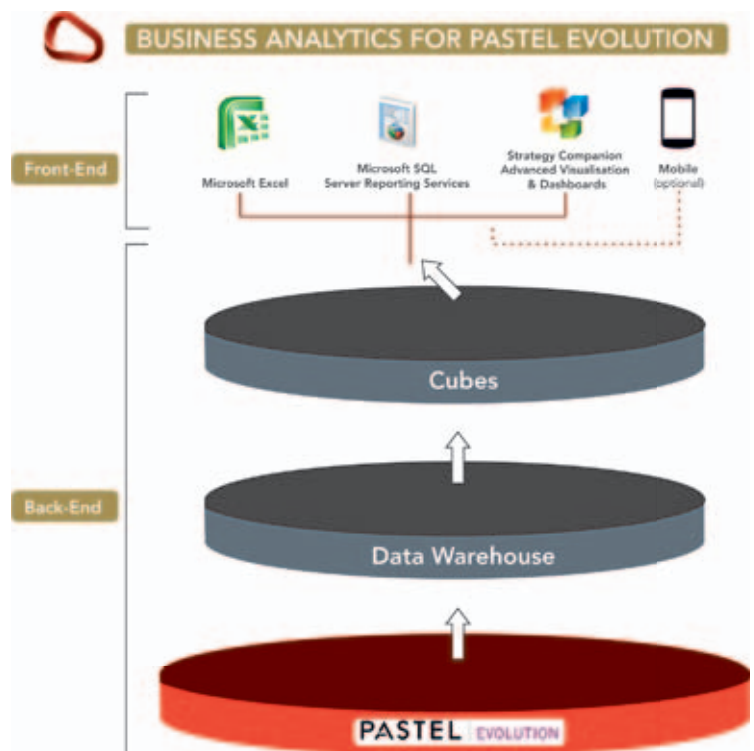 BUSINESS ANALYTICS FOR PASTEL EVOLUTION
Front-End
Microsoft Excel
Microsoft SQL
Server Reporting Services
Strategy Companion
Advanced Visualisation
& Dashboards
Mobile
(optional)
Cubes
Back-End
Data Warehouse
PASTEL EVOLUTION